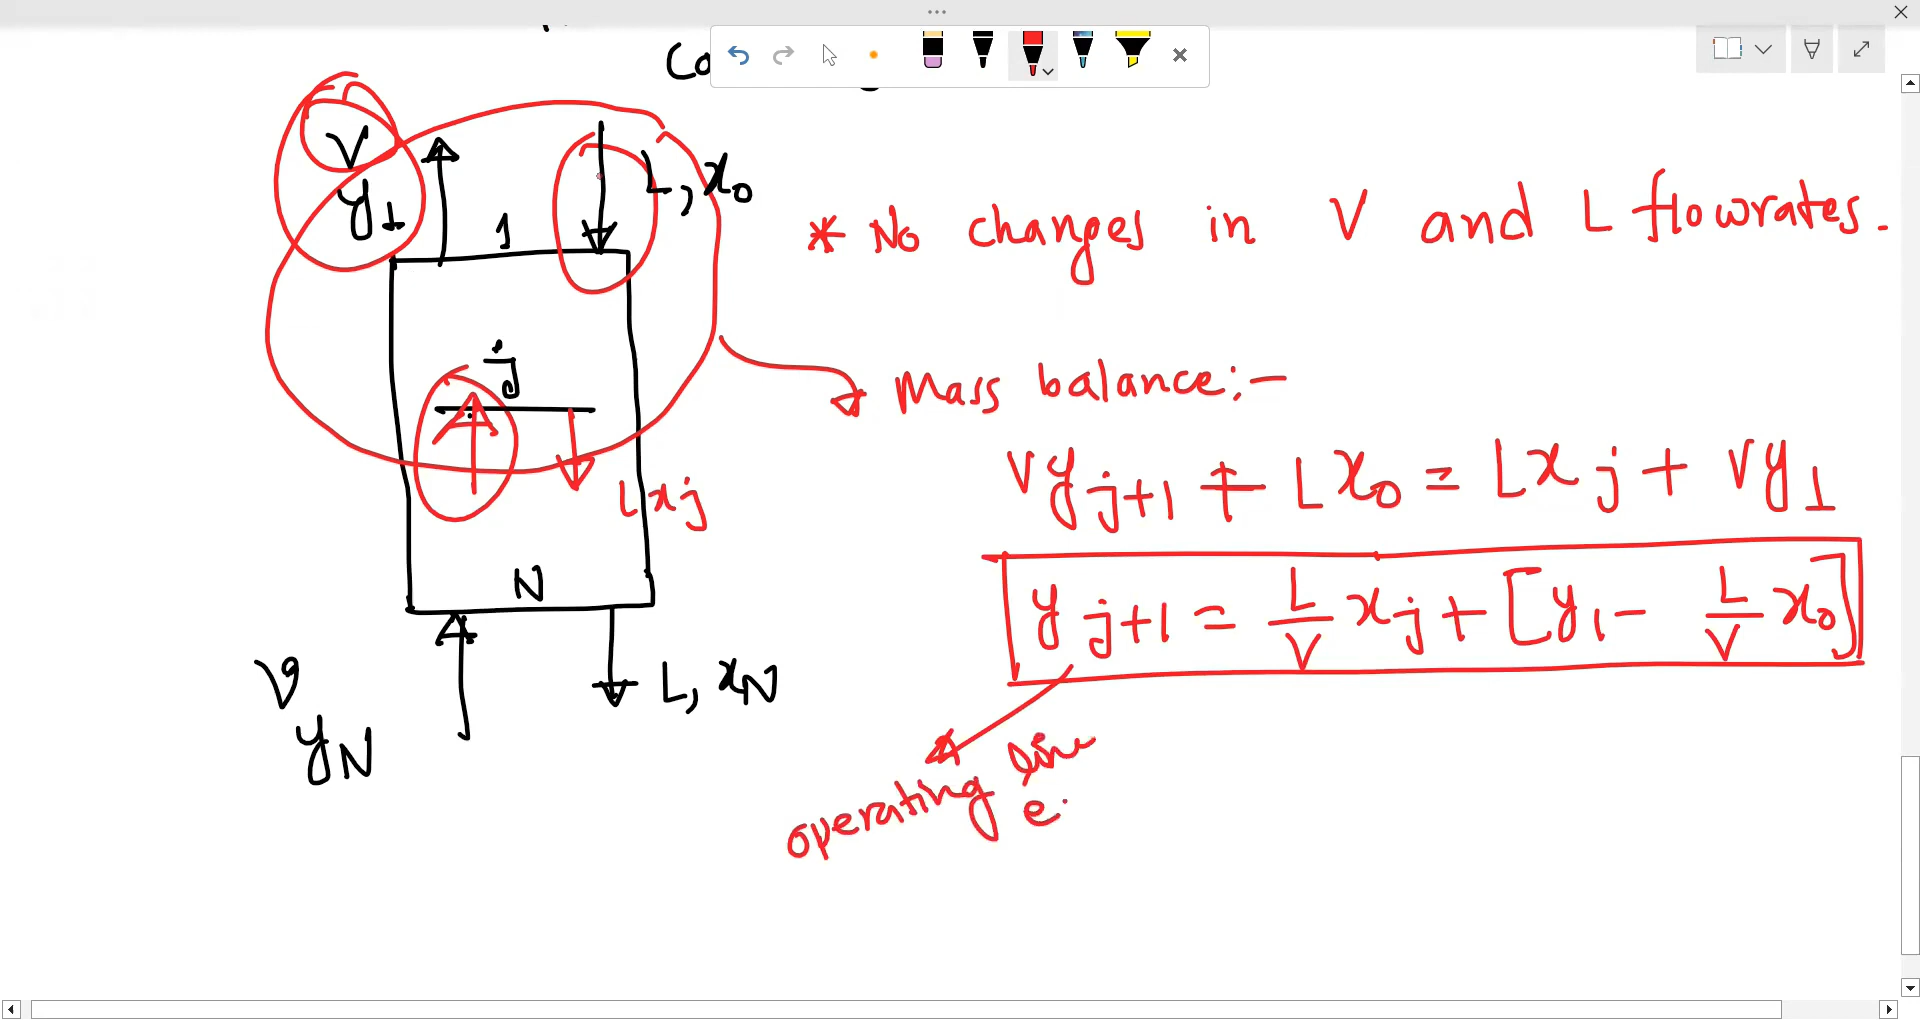 Co
V
y1
1
L, x0
* No changes in V and L flowrates.
j
Mass balance:-
Lxj
Vyj+1 + Lx0 = Lxj + Vy1
yj+1 = L/V xj + [y1 - L/V x0]
N
V
yN
L, xN
operating line
e